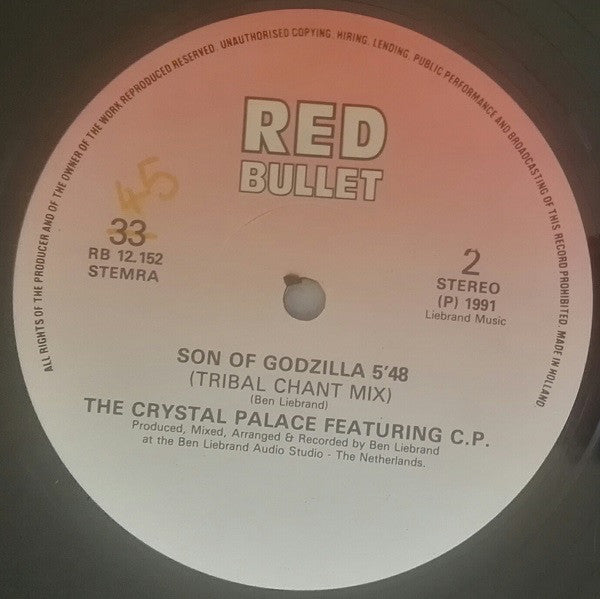 ALL RIGHTS OF THE PRODUCER AND OF THE OWNER OF THE WORK REPRODUCED RESERVED. UNAUTHORISED COPYING, HIRING, LENDING, PUBLIC PERFORMANCE AND BROADCASTING OF THIS RECORD PROHIBITED. MADE IN HOLLAND
RED
BULLET
45
33
RB 12.152
STEMRA
2
STEREO
(P) 1991
Liebrand Music
SON OF GODZILLA 5'48
(TRIBAL CHANT MIX)
(Ben Liebrand)
THE CRYSTAL PALACE FEATURING C.P.
Produced, Mixed, Arranged & Recorded by Ben Liebrand
at the Ben Liebrand Audio Studio - The Netherlands.